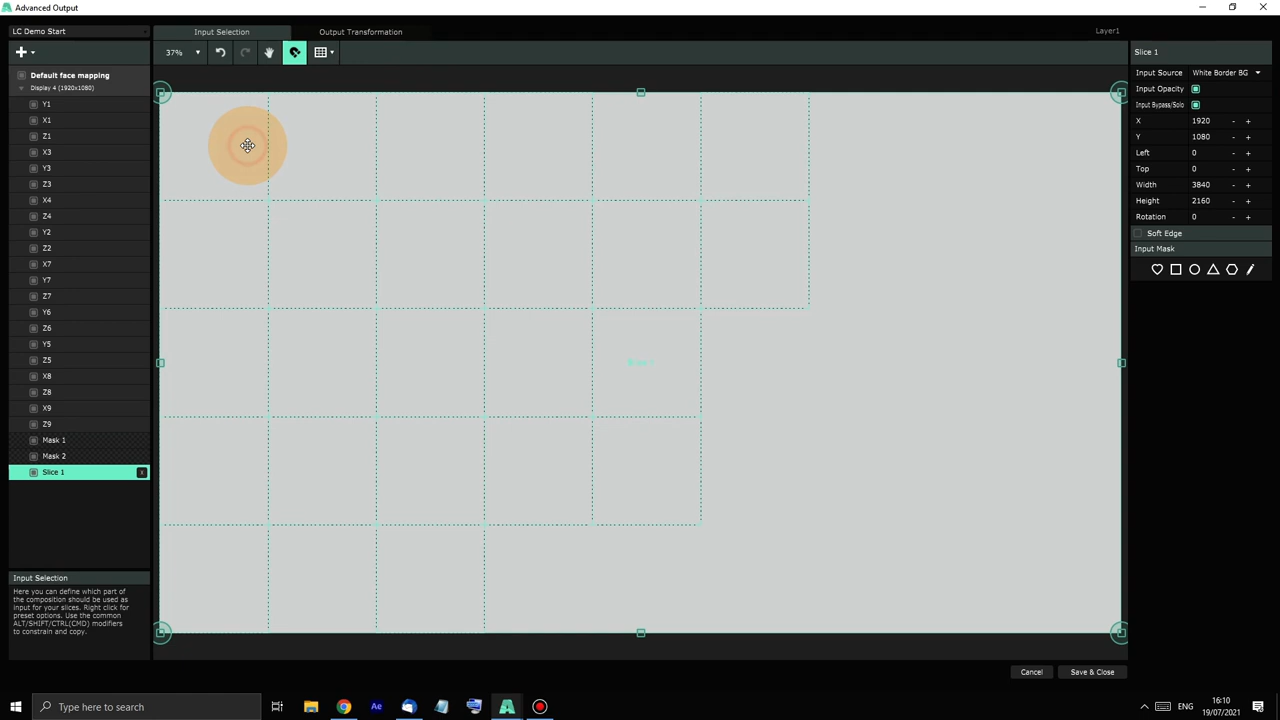 Advanced Output
LC Demo Start
Input Selection
Output Transformation
Layer1
37%
Default face mapping
Display 4 (1920x1080)
Y1
X1
Z1
X3
Y3
Z3
X4
Z4
Y2
Z2
X7
Y7
Z7
Y6
Z6
Y5
Z5
X8
Z8
X9
Z9
Mask 1
Mask 2
Slice 1
Input Selection
Here you can define which part
of the composition should be used as
input for your slices. Right click for
preset options. Use the common
ALT/SHIFT/CTRL(CMD) modifiers
to constrain and copy.
Slice 1
Input Source White Border BG
Input Opacity
Input Bypass/Solo
X 1920 - +
Y 1080 - +
Left 0 - +
Top 0 - +
Width 3840 - +
Height 2160 - +
Rotation 0 - +
Soft Edge
Input Mask
Cancel
Save & Close
Type here to search
Ae
ENG
16:10
19/07/2021